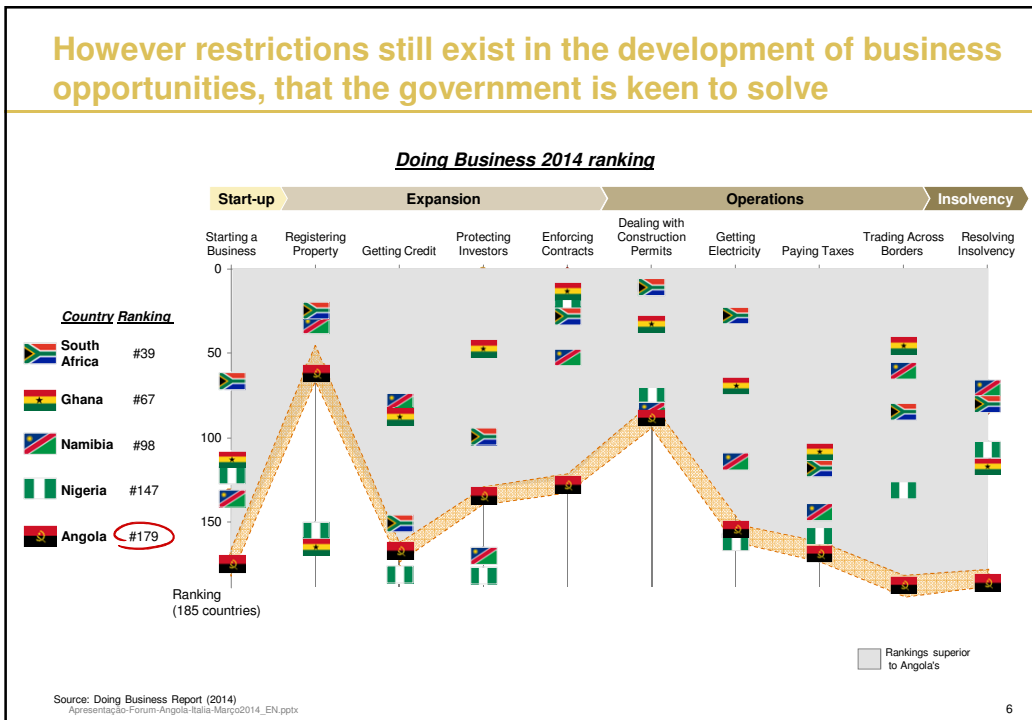 However restrictions still exist in the development of business
opportunities, that the government is keen to solve
Doing Business 2014 ranking
Start-up
Expansion
Operations
Insolvency
Starting a
Business
Registering
Property
Getting Credit
Protecting
Investors
Enforcing
Contracts
Dealing with
Construction
Permits
Getting
Electricity
Paying Taxes
Trading Across
Borders
Resolving
Insolvency
0
50
100
150
Country Ranking
South
Africa
#39
Ghana
#67
Namibia
#98
Nigeria
#147
Angola
#179
Ranking
(185 countries)
Rankings superior
to Angola's
Source: Doing Business Report (2014)
Apresentação-Forum-Angola-Italia-Março2014_EN.pptx
6